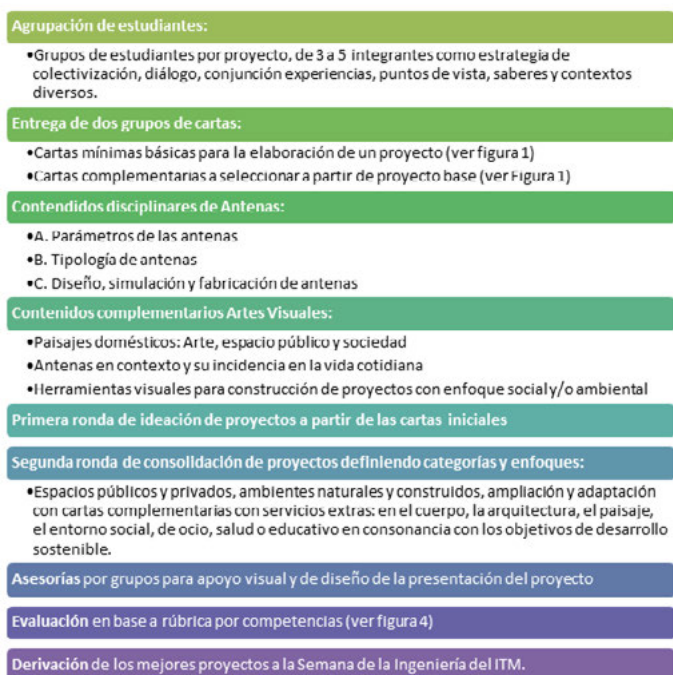 Agrupación de estudiantes:
•Grupos de estudiantes por proyecto, de 3 a 5 integrantes como estrategia de
colectivización, diálogo, conjunción experiencias, puntos de vista, saberes y contextos
diversos.
Entrega de dos grupos de cartas:
•Cartas mínimas básicas para la elaboración de un proyecto (ver figura 1)
•Cartas complementarias a seleccionar a partir de proyecto base (ver Figura 1)
Contendidos disciplinares de Antenas:
•A. Parámetros de las antenas
•B. Tipología de antenas
•C. Diseño, simulación y fabricación de antenas
Contenidos complementarios Artes Visuales:
•Paisajes domésticos: Arte, espacio público y sociedad
•Antenas en contexto y su incidencia en la vida cotidiana
•Herramientas visuales para construcción de proyectos con enfoque social y/o ambiental
Primera ronda de ideación de proyectos a partir de las cartas iniciales
Segunda ronda de consolidación de proyectos definiendo categorías y enfoques:
•Espacios públicos y privados, ambientes naturales y construidos, ampliación y adaptación
con cartas complementarias con servicios extras: en el cuerpo, la arquitectura, el paisaje,
el entorno social, de ocio, salud o educativo en consonancia con los objetivos de desarrollo
sostenible.
Asesorías por grupos para apoyo visual y de diseño de la presentación del proyecto
Evaluación en base a rúbrica por competencias (ver figura 4)
Derivación de los mejores proyectos a la Semana de la Ingeniería del ITM.